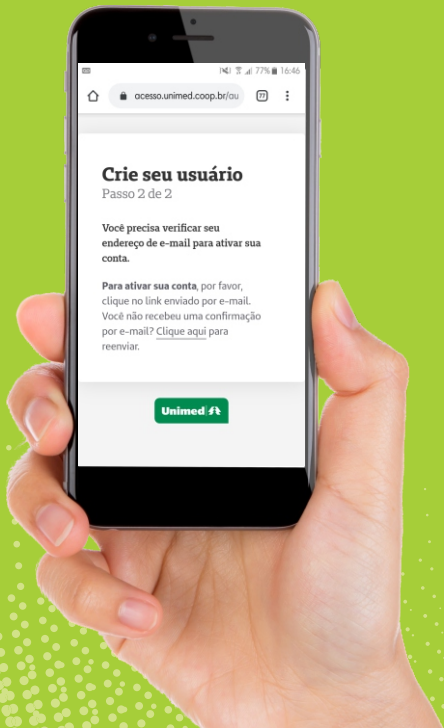 77% 16:46
acesso.unimed.coop.br/au
77
Crie seu usuário
Passo 2 de 2
Você precisa verificar seu
endereço de e-mail para ativar sua
conta.
Para ativar sua conta, por favor,
clique no link enviado por e-mail.
Você não recebeu uma confirmação
por e-mail? Clique aqui para
reenviar.
Unimed